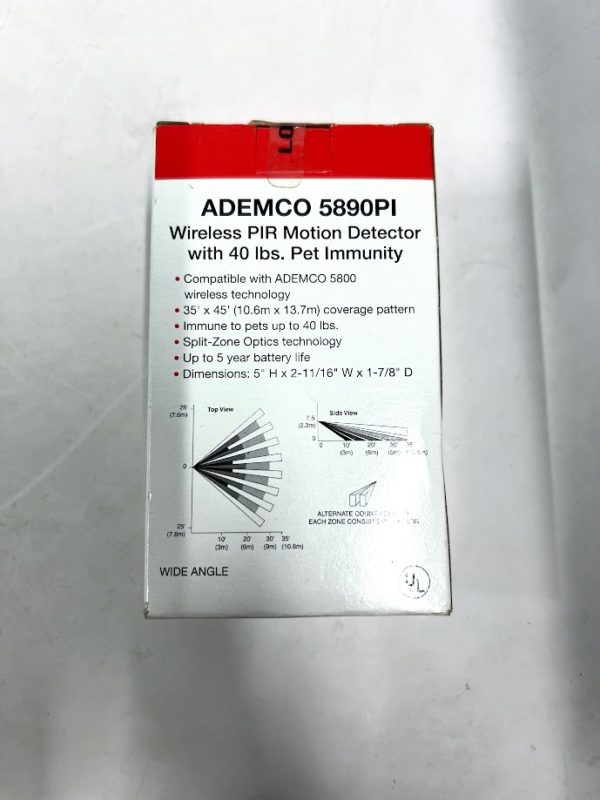 LO
ADEMCO 5890PI
Wireless PIR Motion Detector
with 40 lbs. Pet Immunity
• Compatible with ADEMCO 5800
wireless technology
• 35' x 45' (10.6m x 13.7m) coverage pattern
• Immune to pets up to 40 lbs.
• Split-Zone Optics technology
• Up to 5 year battery life
• Dimensions: 5" H x 2-11/16" W x 1-7/8" D
25'
(7.6m)
Top View
0
25'
(7.6m)
10' 20' 30' 35'
(3m) (6m) (9m) (10.6m)
Side View
7.5
(2.3m)
0
0 10' 20' 30' 35'
(3m) (6m)
ALTERNATE
EACH ZONE
WIDE ANGLE
UL